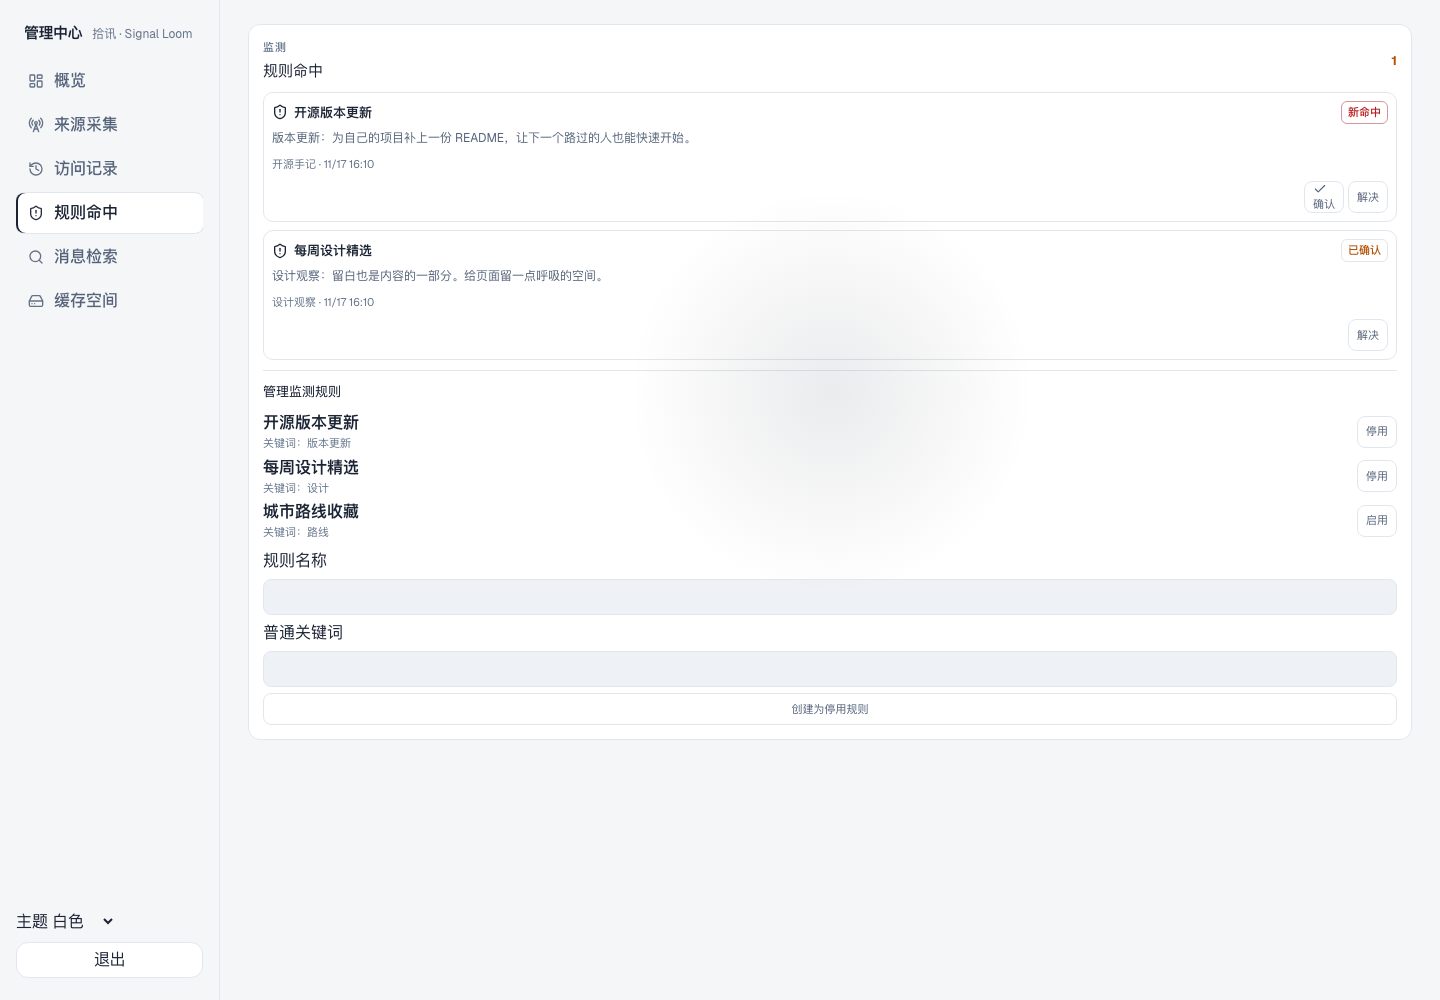 管理中心 拾讯 · Signal Loom
概览
来源采集
访问记录
规则命中
消息检索
缓存空间
主题 白色
退出
监测
规则命中
1
开源版本更新
新命中
版本更新：为自己的项目补上一份 README，让下一个路过的人也能快速开始。
开源手记 · 11/17 16:10
确认
解决
每周设计精选
已确认
设计观察：留白也是内容的一部分。给页面留一点呼吸的空间。
设计观察 · 11/17 16:10
解决
管理监测规则
开源版本更新
关键词：版本更新
停用
每周设计精选
关键词：设计
停用
城市路线收藏
关键词：路线
启用
规则名称
普通关键词
创建为停用规则